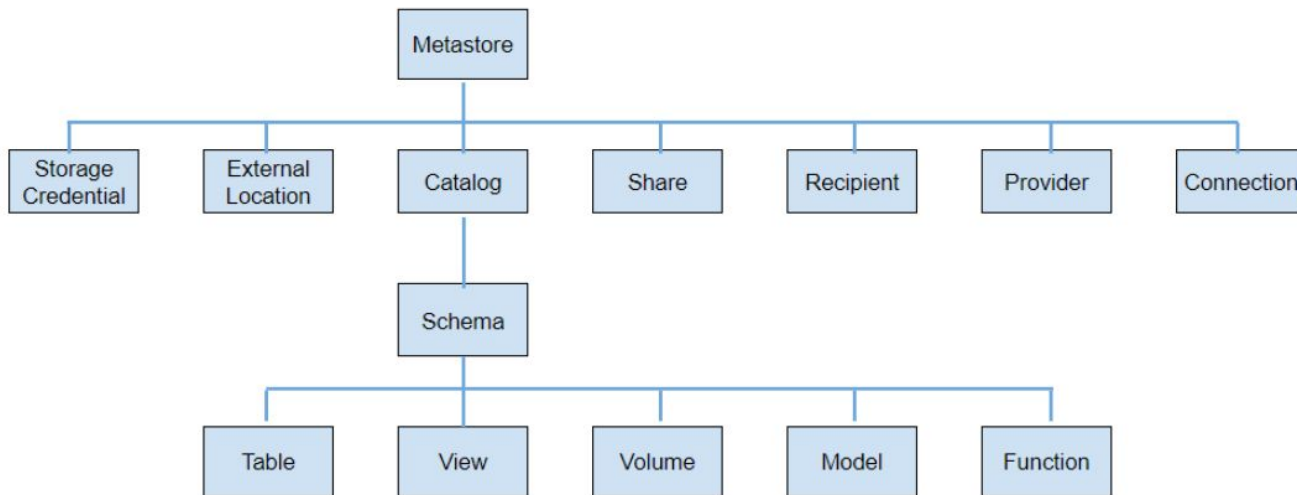 Metastore
Storage
Credential
External
Location
Catalog
Share
Recipient
Provider
Connection
Schema
Table
View
Volume
Model
Function